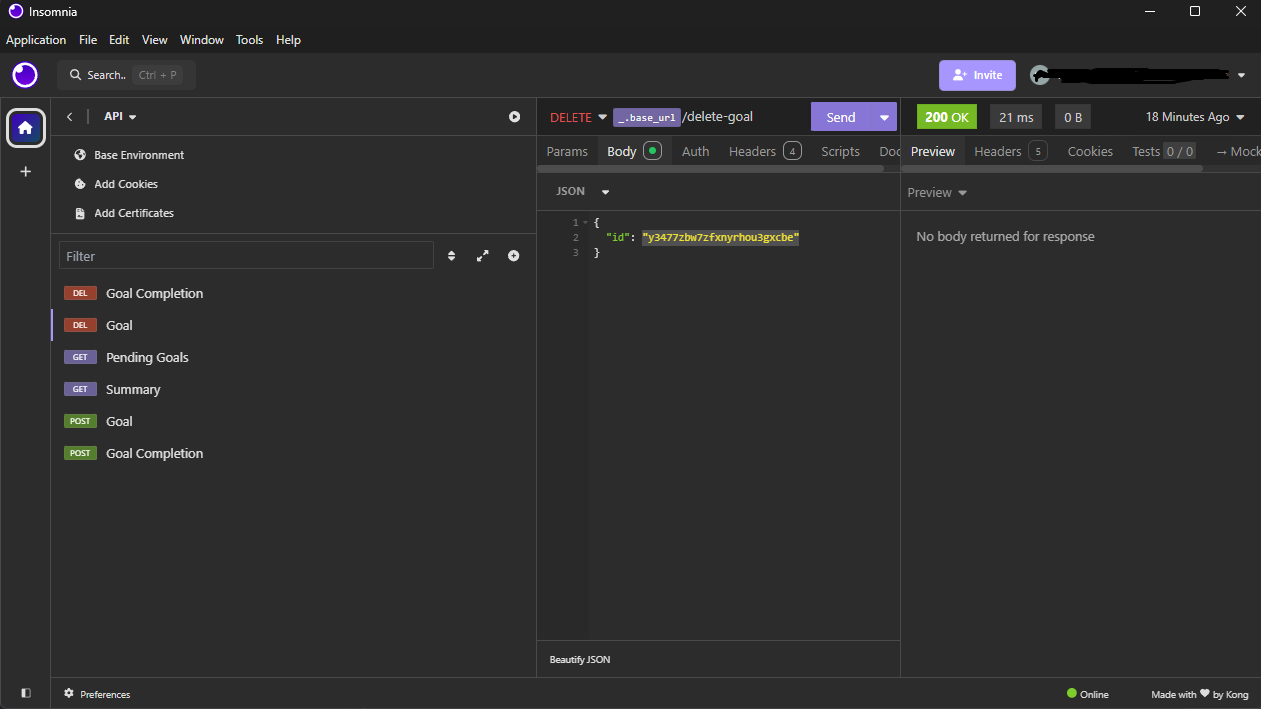 Insomnia
Application File Edit View Window Tools Help
Search.. Ctrl + P
Invite
API
Base Environment
Add Cookies
Add Certificates
Filter
DEL Goal Completion
DEL Goal
GET Pending Goals
GET Summary
POST Goal
POST Goal Completion
DELETE _.base_url /delete-goal Send
Params Body Auth Headers 4 Scripts Doc
JSON
1 {
2 "id": "y3477zbw7zfxnyrhou3gxcbe"
3 }
Beautify JSON
200 OK 21 ms 0 B 18 Minutes Ago
Preview Headers 5 Cookies Tests 0 / 0 → Mock
Preview
No body returned for response
Preferences
Online
Made with ♥ by Kong